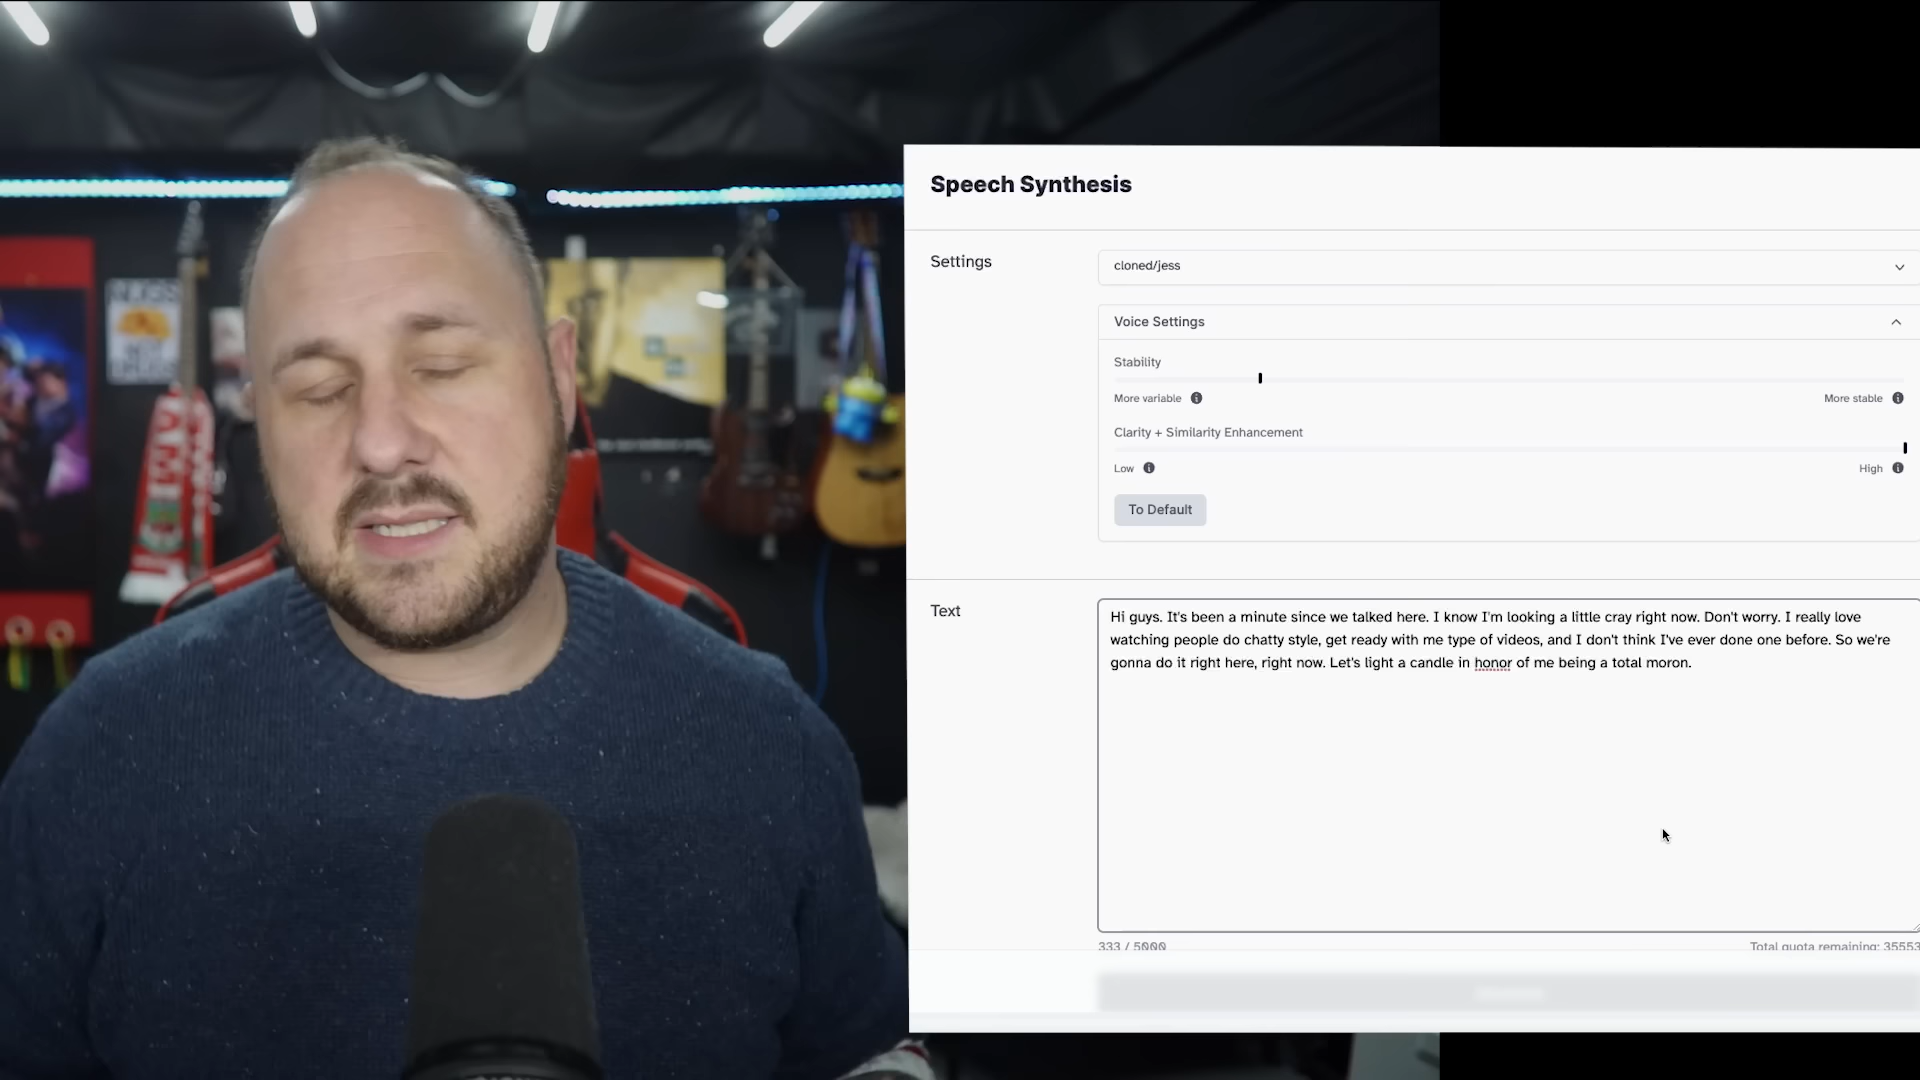 Speech Synthesis
Settings
cloned/jess
Voice Settings
Stability
More variable
More stable
Clarity + Similarity Enhancement
Low
High
To Default
Text
Hi guys. It's been a minute since we talked here. I know I'm looking a little cray right now. Don't worry. I really love
watching people do chatty style, get ready with me type of videos, and I don't think I've ever done one before. So we're
gonna do it right here, right now. Let's light a candle in honor of me being a total moron.
333 / 5000
Total quota remaining: 35553